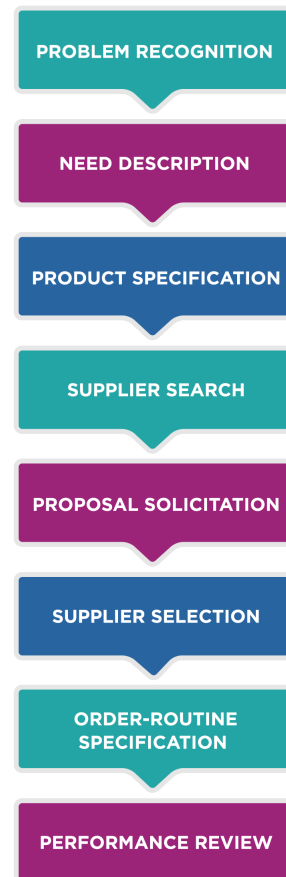 PROBLEM RECOGNITION
NEED DESCRIPTION
PRODUCT SPECIFICATION
SUPPLIER SEARCH
PROPOSAL SOLICITATION
SUPPLIER SELECTION
ORDER-ROUTINE
SPECIFICATION
PERFORMANCE REVIEW